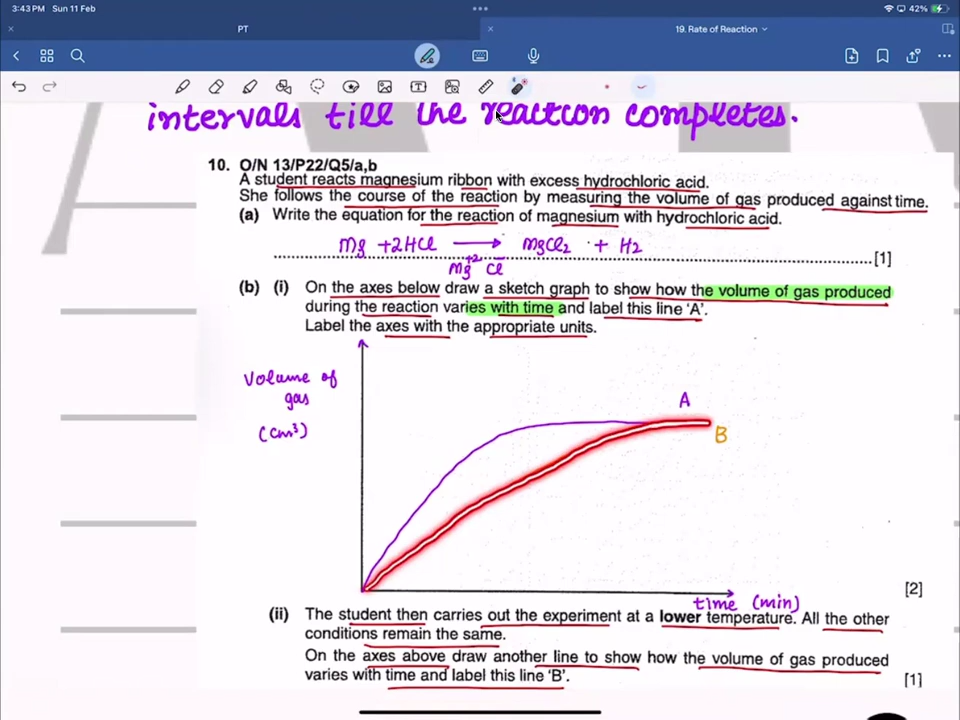 3:43 PM Sun 11 Feb
42%
PT
19. Rate of Reaction
intervals till the reaction completes.
10. O/N 13/P22/Q5/a,b
A student reacts magnesium ribbon with excess hydrochloric acid.
She follows the course of the reaction by measuring the volume of gas produced against time.
(a) Write the equation for the reaction of magnesium with hydrochloric acid.
Mg + 2HCl → MgCl2 + H2
[1]
Mg+2 Cl-
(b) (i) On the axes below draw a sketch graph to show how the volume of gas produced
during the reaction varies with time and label this line 'A'.
Label the axes with the appropriate units.
Volume of
gas
(cm³)
A
B
time (min)
[2]
(ii) The student then carries out the experiment at a lower temperature. All the other
conditions remain the same.
On the axes above draw another line to show how the volume of gas produced
varies with time and label this line 'B'.
[1]